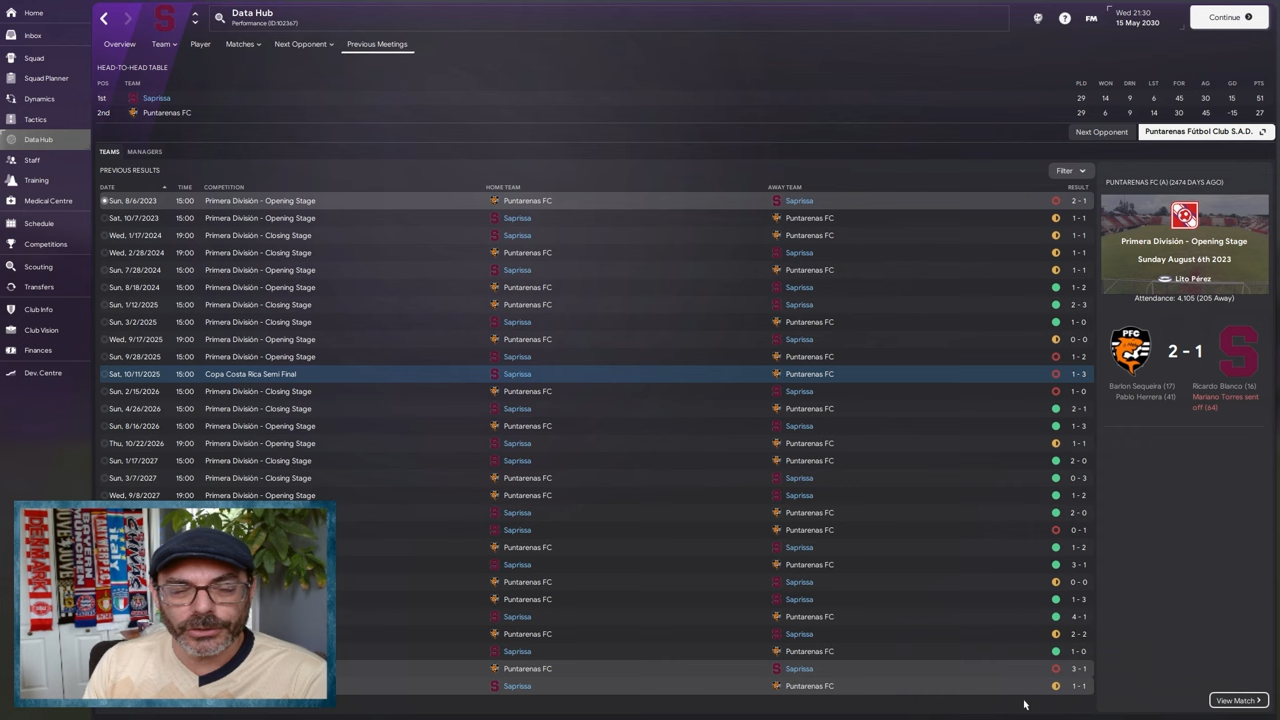 Home
Inbox
Squad
Squad Planner
Dynamics
Tactics
Data Hub
Staff
Training
Medical Centre
Schedule
Competitions
Scouting
Transfers
Club Info
Club Vision
Finances
Dev. Centre
Data Hub
Performance (ID:102367)
? FM
Wed 21:30
15 May 2030
Continue
Overview Team Player Matches Next Opponent Previous Meetings
HEAD-TO-HEAD TABLE
POS TEAM PLD WON DRN LST FOR AG GD PTS
1st Saprissa 29 14 9 6 45 30 15 51
2nd Puntarenas FC 29 6 9 14 30 45 -15 27
Next Opponent Puntarenas Fútbol Club S.A.D.
TEAMS MANAGERS
PREVIOUS RESULTS Filter
DATE TIME COMPETITION HOME TEAM AWAY TEAM RESULT
Sun, 8/6/2023 15:00 Primera División - Opening Stage Puntarenas FC Saprissa 2 - 1
Sat, 10/7/2023 15:00 Primera División - Opening Stage Saprissa Puntarenas FC 1 - 1
Wed, 1/17/2024 19:00 Primera División - Closing Stage Saprissa Puntarenas FC 1 - 1
Wed, 2/28/2024 19:00 Primera División - Closing Stage Puntarenas FC Saprissa 1 - 1
Sun, 7/28/2024 15:00 Primera División - Opening Stage Saprissa Puntarenas FC 1 - 1
Sun, 8/18/2024 15:00 Primera División - Opening Stage Puntarenas FC Saprissa 1 - 2
Sun, 1/12/2025 15:00 Primera División - Closing Stage Puntarenas FC Saprissa 2 - 3
Sun, 3/2/2025 15:00 Primera División - Closing Stage Saprissa Puntarenas FC 1 - 0
Wed, 9/17/2025 15:00 Primera División - Opening Stage Puntarenas FC Saprissa 0 - 0
Sun, 9/28/2025 15:00 Primera División - Opening Stage Saprissa Puntarenas FC 1 - 2
Sat, 10/11/2025 15:00 Copa Costa Rica Semi Final Saprissa Puntarenas FC 1 - 3
Sun, 2/15/2026 15:00 Primera División - Closing Stage Puntarenas FC Saprissa 1 - 0
Sun, 4/26/2026 15:00 Primera División - Closing Stage Saprissa Puntarenas FC 2 - 1
Sun, 8/16/2026 15:00 Primera División - Opening Stage Puntarenas FC Saprissa 1 - 3
Thu, 10/22/2026 19:00 Primera División - Opening Stage Saprissa Puntarenas FC 1 - 1
Sun, 1/17/2027 15:00 Primera División - Closing Stage Saprissa Puntarenas FC 2 - 0
Sun, 3/7/2027 15:00 Primera División - Closing Stage Puntarenas FC Saprissa 0 - 3
Wed, 9/8/2027 19:00 Primera División - Opening Stage Puntarenas FC Saprissa 1 - 2
Saprissa Puntarenas FC 2 - 0
Saprissa Puntarenas FC 0 - 1
Puntarenas FC Saprissa 1 - 2
Saprissa Puntarenas FC 3 - 1
Puntarenas FC Saprissa 0 - 0
Puntarenas FC Saprissa 1 - 3
Saprissa Puntarenas FC 4 - 1
Puntarenas FC Saprissa 2 - 2
Saprissa Puntarenas FC 1 - 0
Puntarenas FC Saprissa 3 - 1
Saprissa Puntarenas FC 1 - 1
PUNTARENAS FC (A) (2474 DAYS AGO)
Primera División - Opening Stage
Sunday August 6th 2023
Lito Pérez
Attendance: 4,105 (205 Away)
PFC 2 - 1 S
Barlon Sequeira (17)
Pabio Herrera (41)
Ricardo Blanco (16)
Mariano Torres sent
off (64)
View Match
DENMARK
ANTWERP
BAYERN
Italy